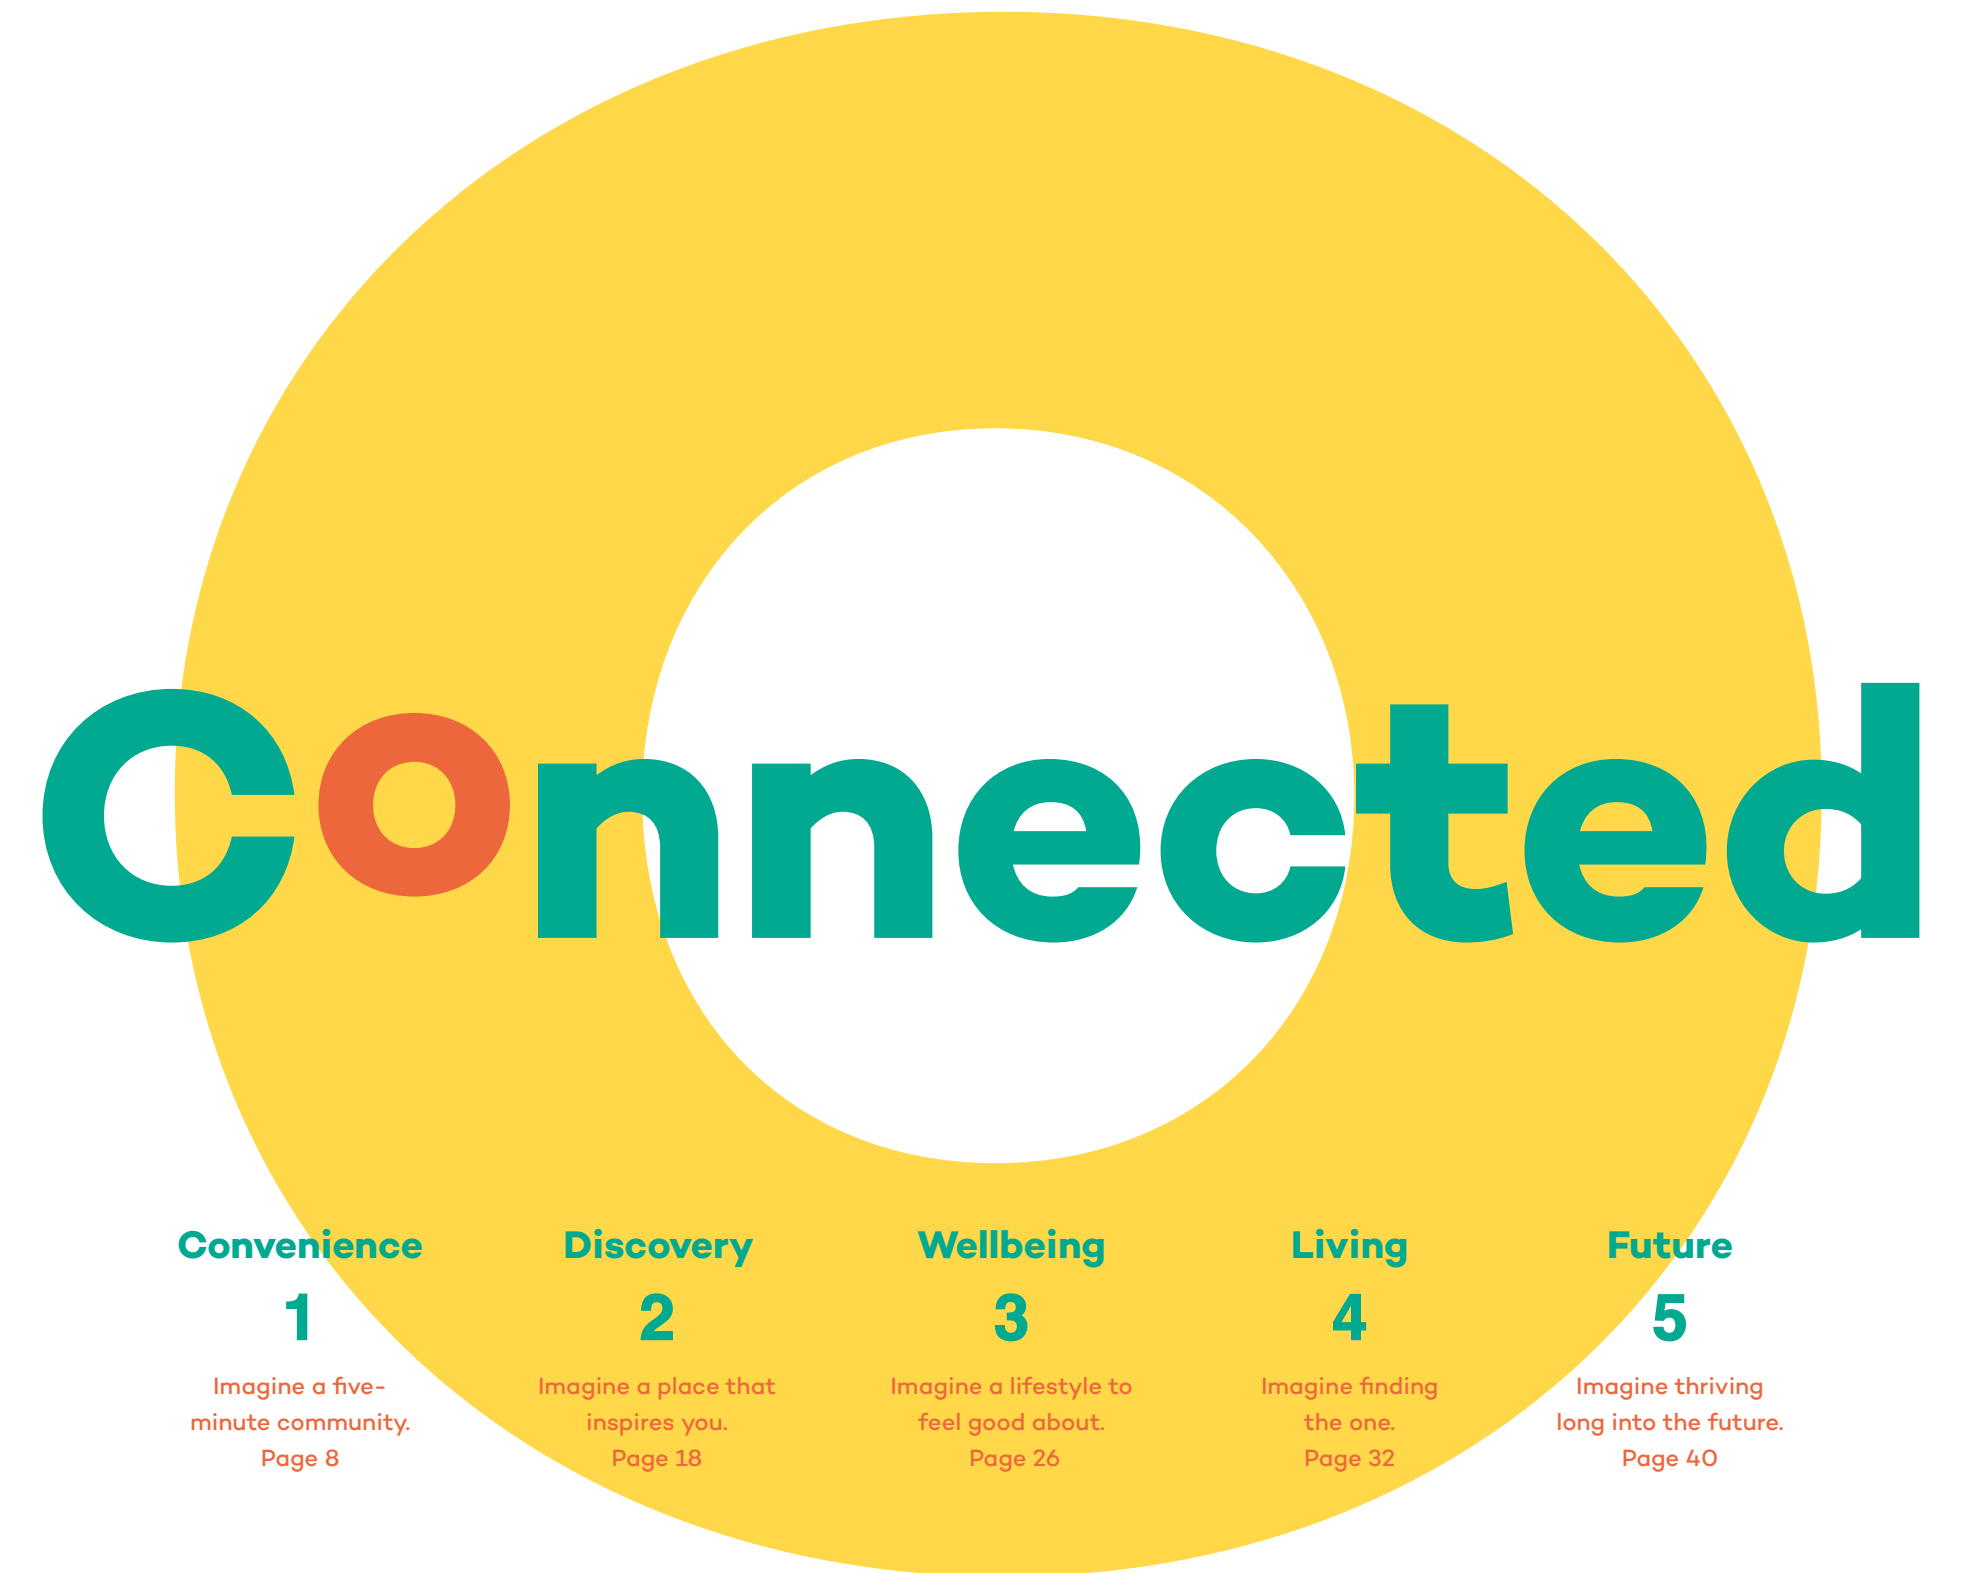 Connected
Convenience
1
Imagine a five-
minute community.
Page 8
Discovery
2
Imagine a place that
inspires you.
Page 18
Wellbeing
3
Imagine a lifestyle to
feel good about.
Page 26
Living
4
Imagine finding
the one.
Page 32
Future
5
Imagine thriving
long into the future.
Page 40